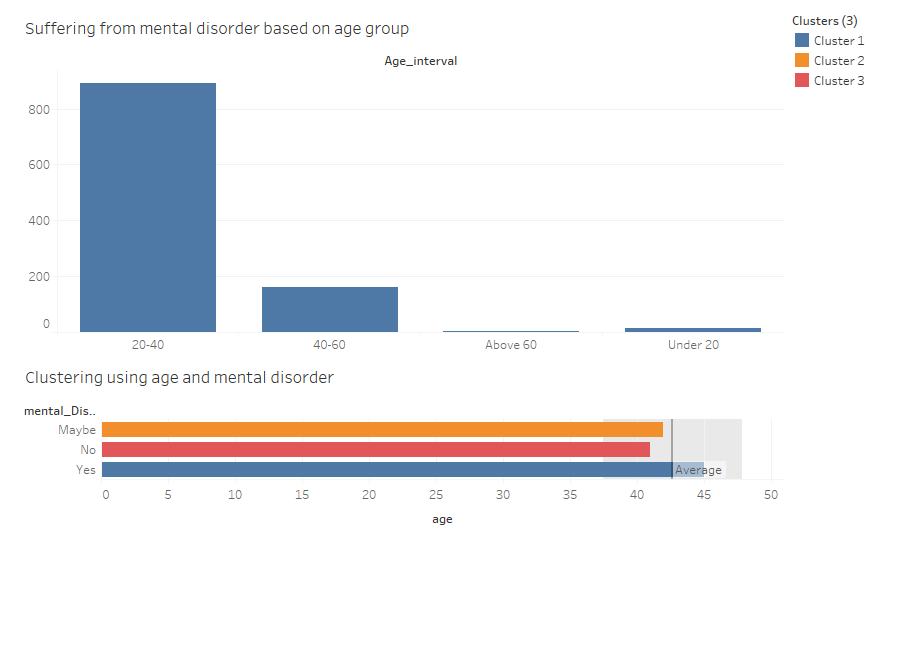 Suffering from mental disorder based on age group
Clusters (3)
Cluster 1
Cluster 2
Cluster 3
Age_interval
800
600
400
200
0
20-40 40-60 Above 60 Under 20
Clustering using age and mental disorder
mental_Dis..
Maybe
No
Yes
Average
0 5 10 15 20 25 30 35 40 45 50
age